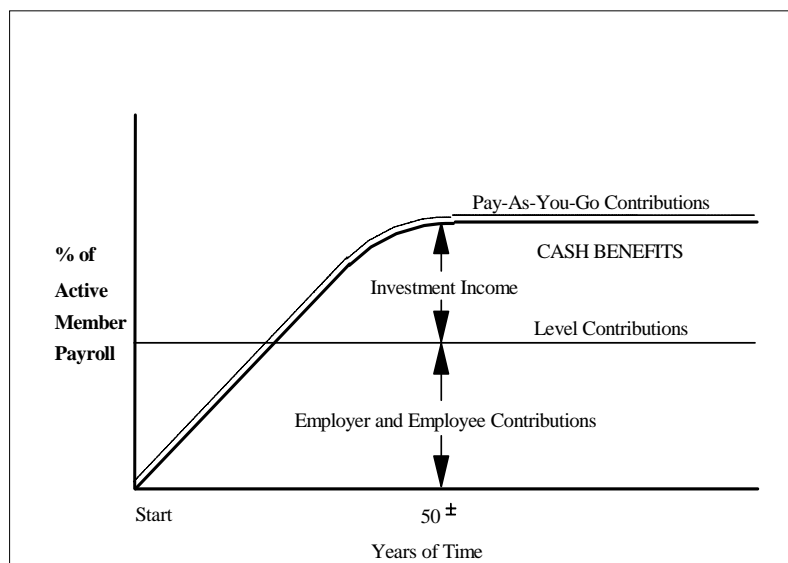 Pay-As-You-Go Contributions
% of
Active
Member
Payroll
CASH BENEFITS
Investment Income
Level Contributions
Employer and Employee Contributions
Start
50 ±
Years of Time